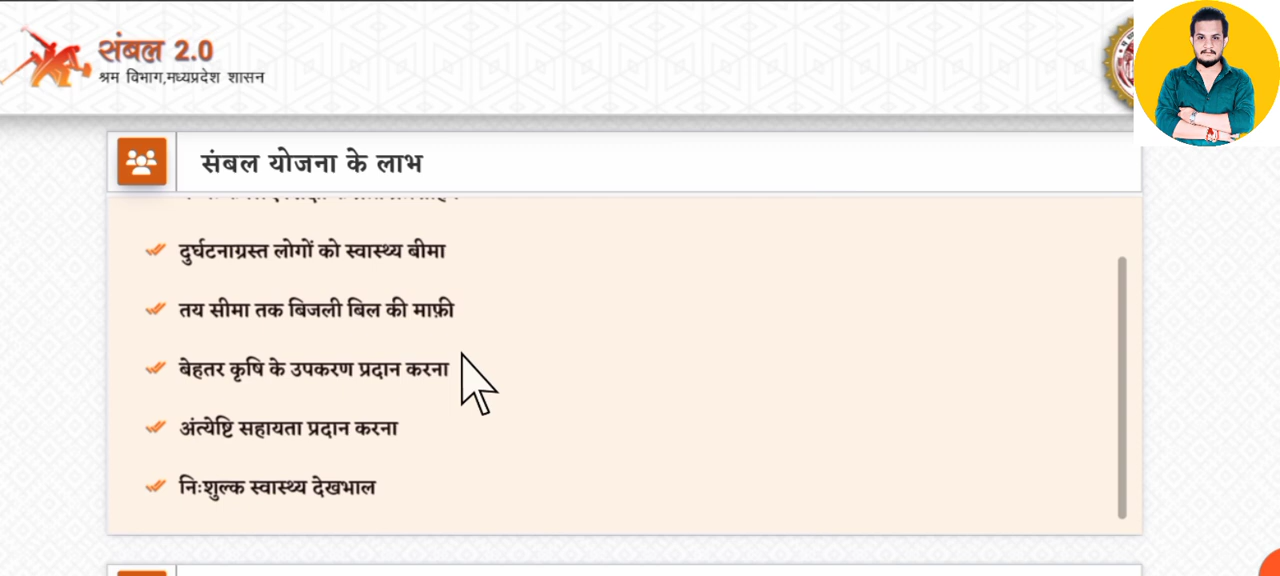 संबल 2.0
श्रम विभाग,मध्यप्रदेश शासन
संबल योजना के लाभ
दुर्घटनाग्रस्त लोगों को स्वास्थ्य बीमा
तय सीमा तक बिजली बिल की माफ़ी
बेहतर कृषि के उपकरण प्रदान करना
अंत्येष्टि सहायता प्रदान करना
निःशुल्क स्वास्थ्य देखभाल